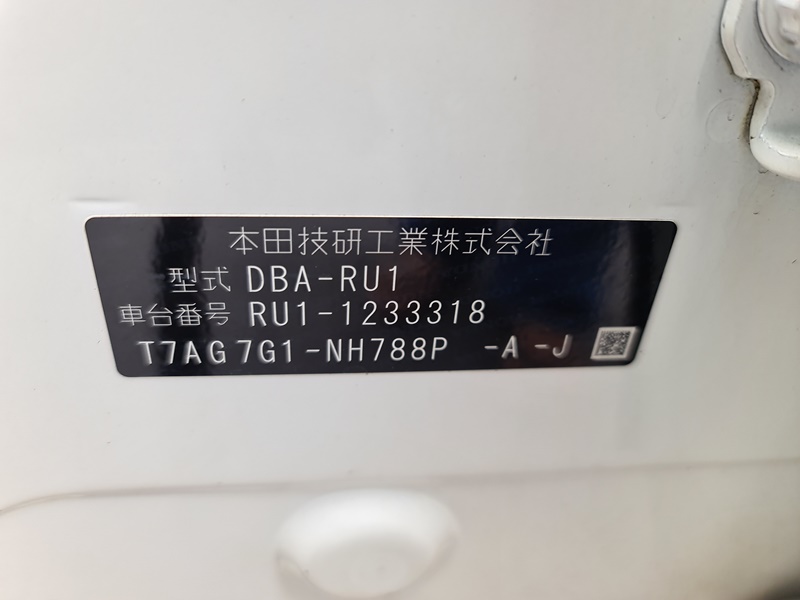 本田技研工業株式会社
型式 DBA-RU1
車台番号 RU1-1233318
T7AG7G1-NH788P -A -J